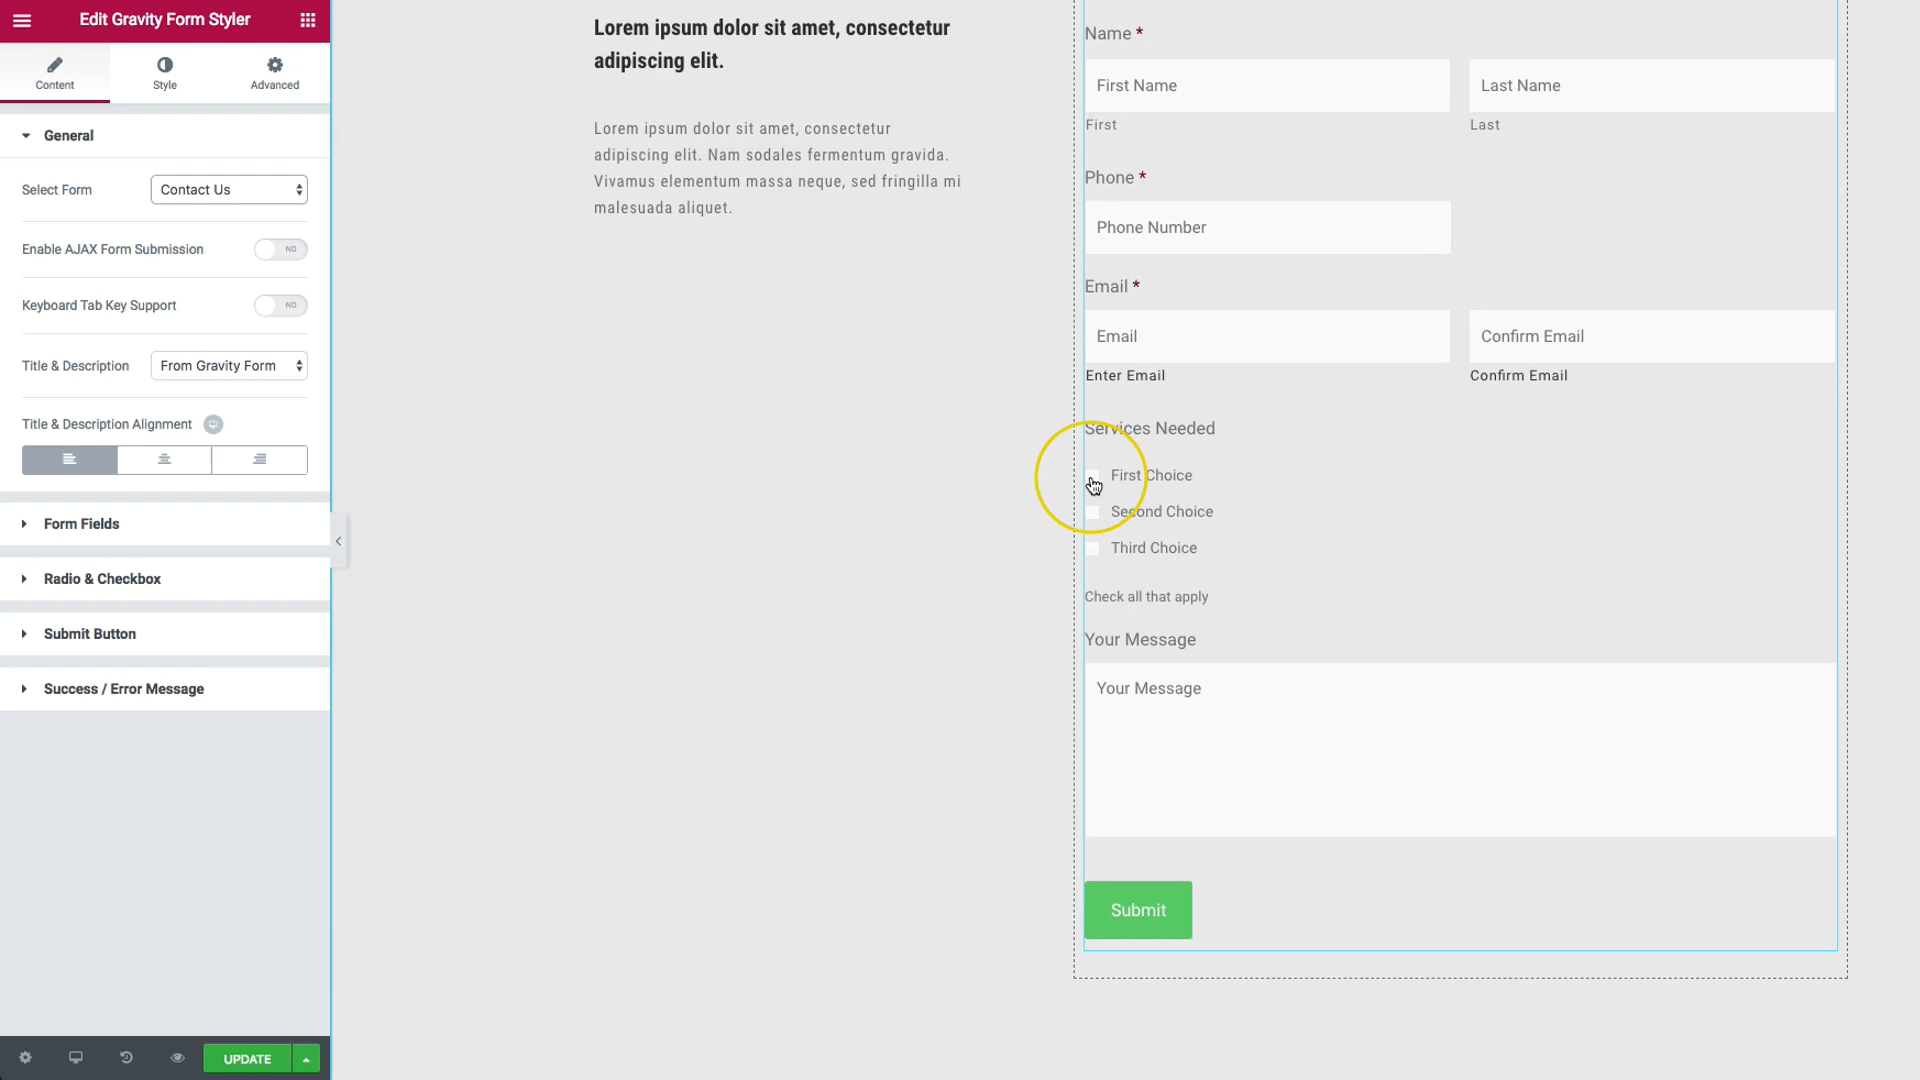 Edit Gravity Form Styler
Content
Style
Advanced
General
Select Form
Contact Us
Enable AJAX Form Submission
NO
Keyboard Tab Key Support
NO
Title & Description
From Gravity Form
Title & Description Alignment
Form Fields
Radio & Checkbox
Submit Button
Success / Error Message
UPDATE
Lorem ipsum dolor sit amet, consectetur
adipiscing elit.
Lorem ipsum dolor sit amet, consectetur
adipiscing elit. Nam sodales fermentum gravida.
Vivamus elementum massa neque, sed fringilla mi
malesuada aliquet.
Name *
First Name
Last Name
First
Last
Phone *
Phone Number
Email *
Email
Confirm Email
Enter Email
Confirm Email
Services Needed
First Choice
Second Choice
Third Choice
Check all that apply
Your Message
Your Message
Submit